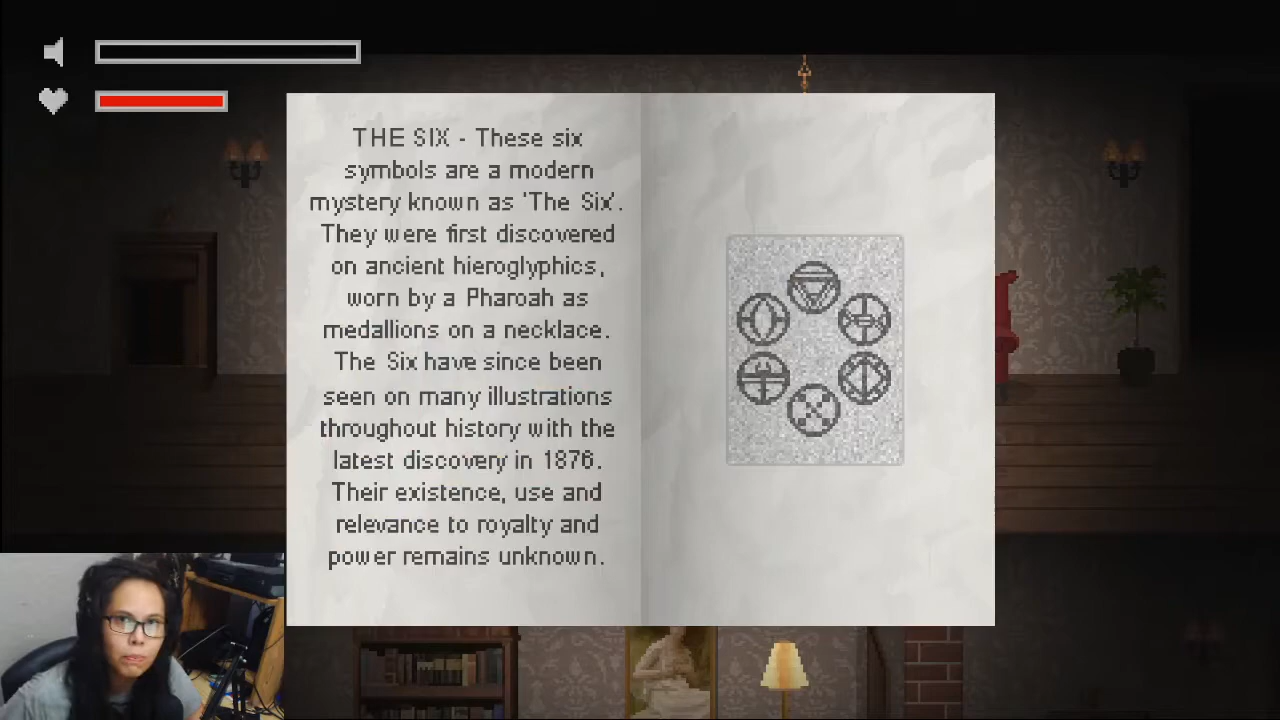 THE SIX - These six
symbols are a modern
mystery known as 'The Six'.
They were first discovered
on ancient hieroglyphics,
worn by a Pharoah as
medallions on a necklace.
The Six have since been
seen on many illustrations
throughout history with the
latest discovery in 1876.
Their existence, use and
relevance to royalty and
power remains unknown.